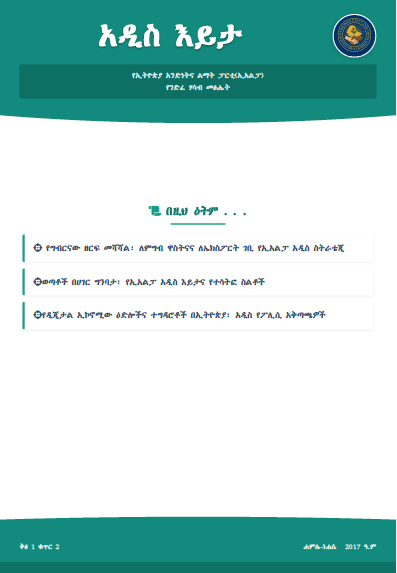 አዲስ እይታ
የኢትዮጵያ አንድነትና ልማት ፓርቲ(ኢአልፓ)
የንድፈ ሃሳብ መፅሔት
በዚህ ዕትም . . .
የግብርናው ዘርፍ መሻሻል፡ ለምግብ ዋስትናና ለኤክስፖርት ገቢ የኢአልፓ አዲስ ስትራቴጂ
ወጣቶች በሀገር ግንባታ፡ የኢአልፓ አዲስ እይታና የተሳትፎ ስልቶች
የዲጂታል ኢኮኖሚው ዕድሎችና ተግዳሮቶች በኢትዮጵያ፡ አዲስ የፖሊሲ አቅጣጫዎች
ቅፅ 1 ቁጥር 2
ሐምሌ-ነሐሴ 2017 ዓ.ም